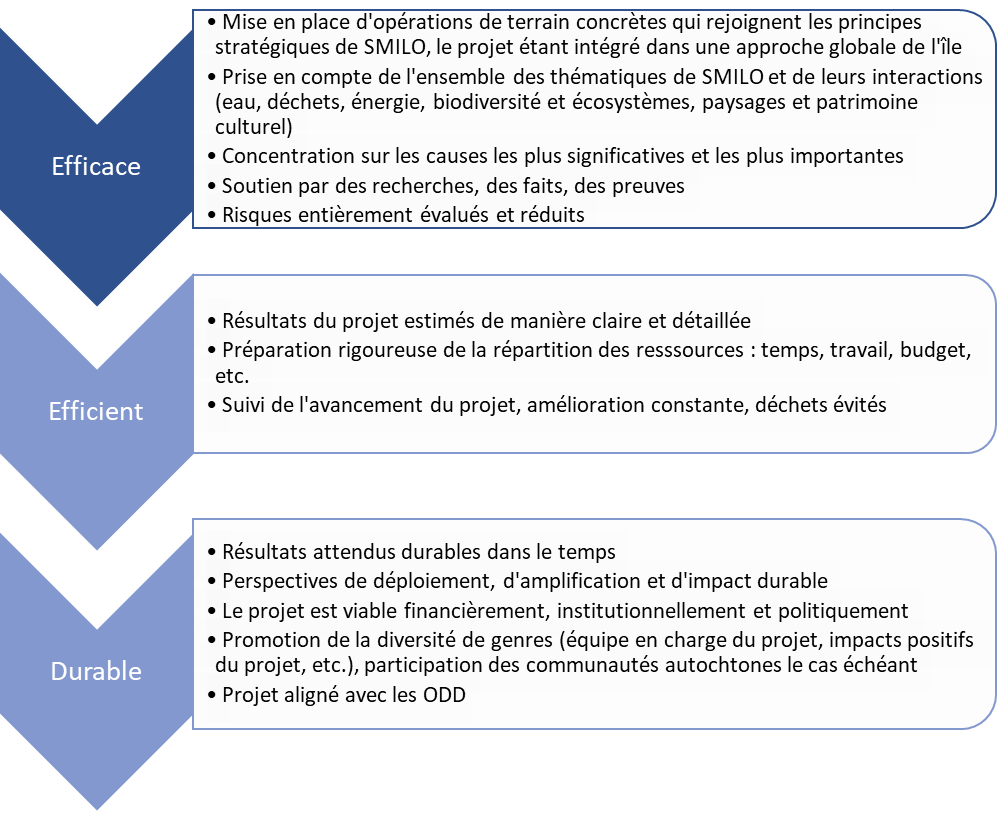 Efficace
• Mise en place d'opérations de terrain concrètes qui rejoignent les principes
stratégiques de SMILO, le projet étant intégré dans une approche globale de l'île
• Prise en compte de l'ensemble des thématiques de SMILO et de leurs interactions
(eau, déchets, énergie, biodiversité et écosystèmes, paysages et patrimoine
culturel)
• Concentration sur les causes les plus significatives et les plus importantes
• Soutien par des recherches, des faits, des preuves
• Risques entièrement évalués et réduits
Efficient
• Résultats du projet estimés de manière claire et détaillée
• Préparation rigoureuse de la répartition des resssources : temps, travail, budget,
etc.
• Suivi de l'avancement du projet, amélioration constante, déchets évités
Durable
• Résultats attendus durables dans le temps
• Perspectives de déploiement, d'amplification et d'impact durable
• Le projet est viable financièrement, institutionnellement et politiquement
• Promotion de la diversité de genres (équipe en charge du projet, impacts positifs
du projet, etc.), participation des communautés autochtones le cas échéant
• Projet aligné avec les ODD